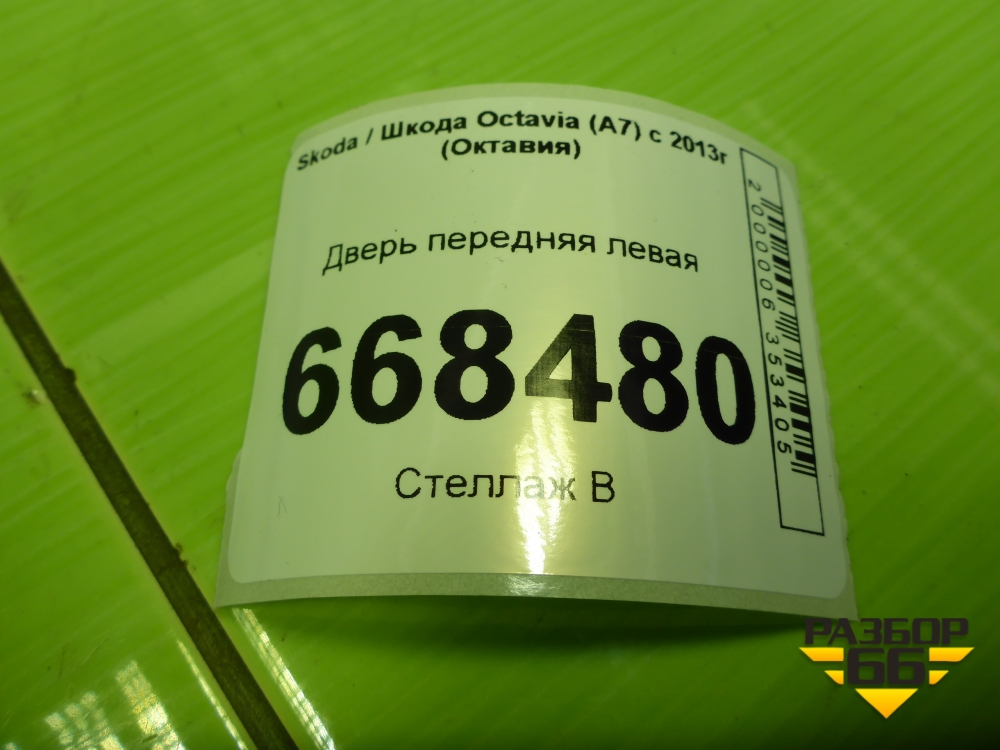 Skoda / Шкода Octavia (A7) с 2013г
(Октавия)
Дверь передняя левая
668480
Стеллаж В
2000006353405
РАЗБОР
66